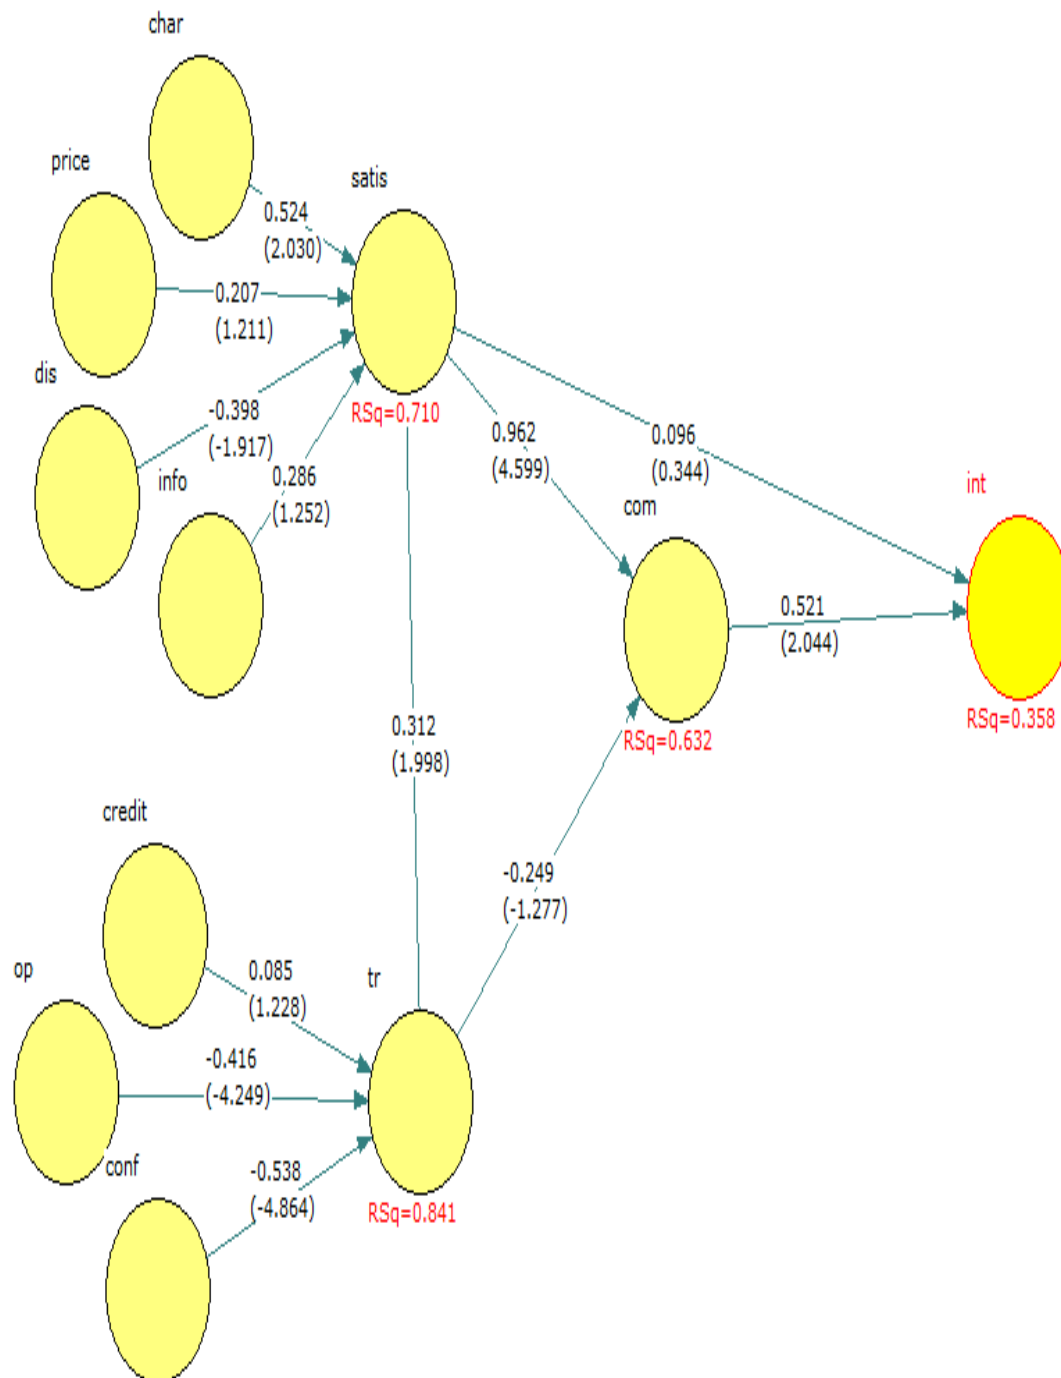 char
price
satis
0.524
(2.030)
0.207
(1.211)
dis
-0.398
(-1.917)
RSq=0.710
info
0.286
(1.252)
0.962
(4.599)
0.096
(0.344)
com
int
0.521
(2.044)
RSq=0.632
RSq=0.358
0.312
(1.998)
credit
-0.249
(-1.277)
op
tr
0.085
(1.228)
-0.416
(-4.249)
conf
-0.538
(-4.864)
RSq=0.841